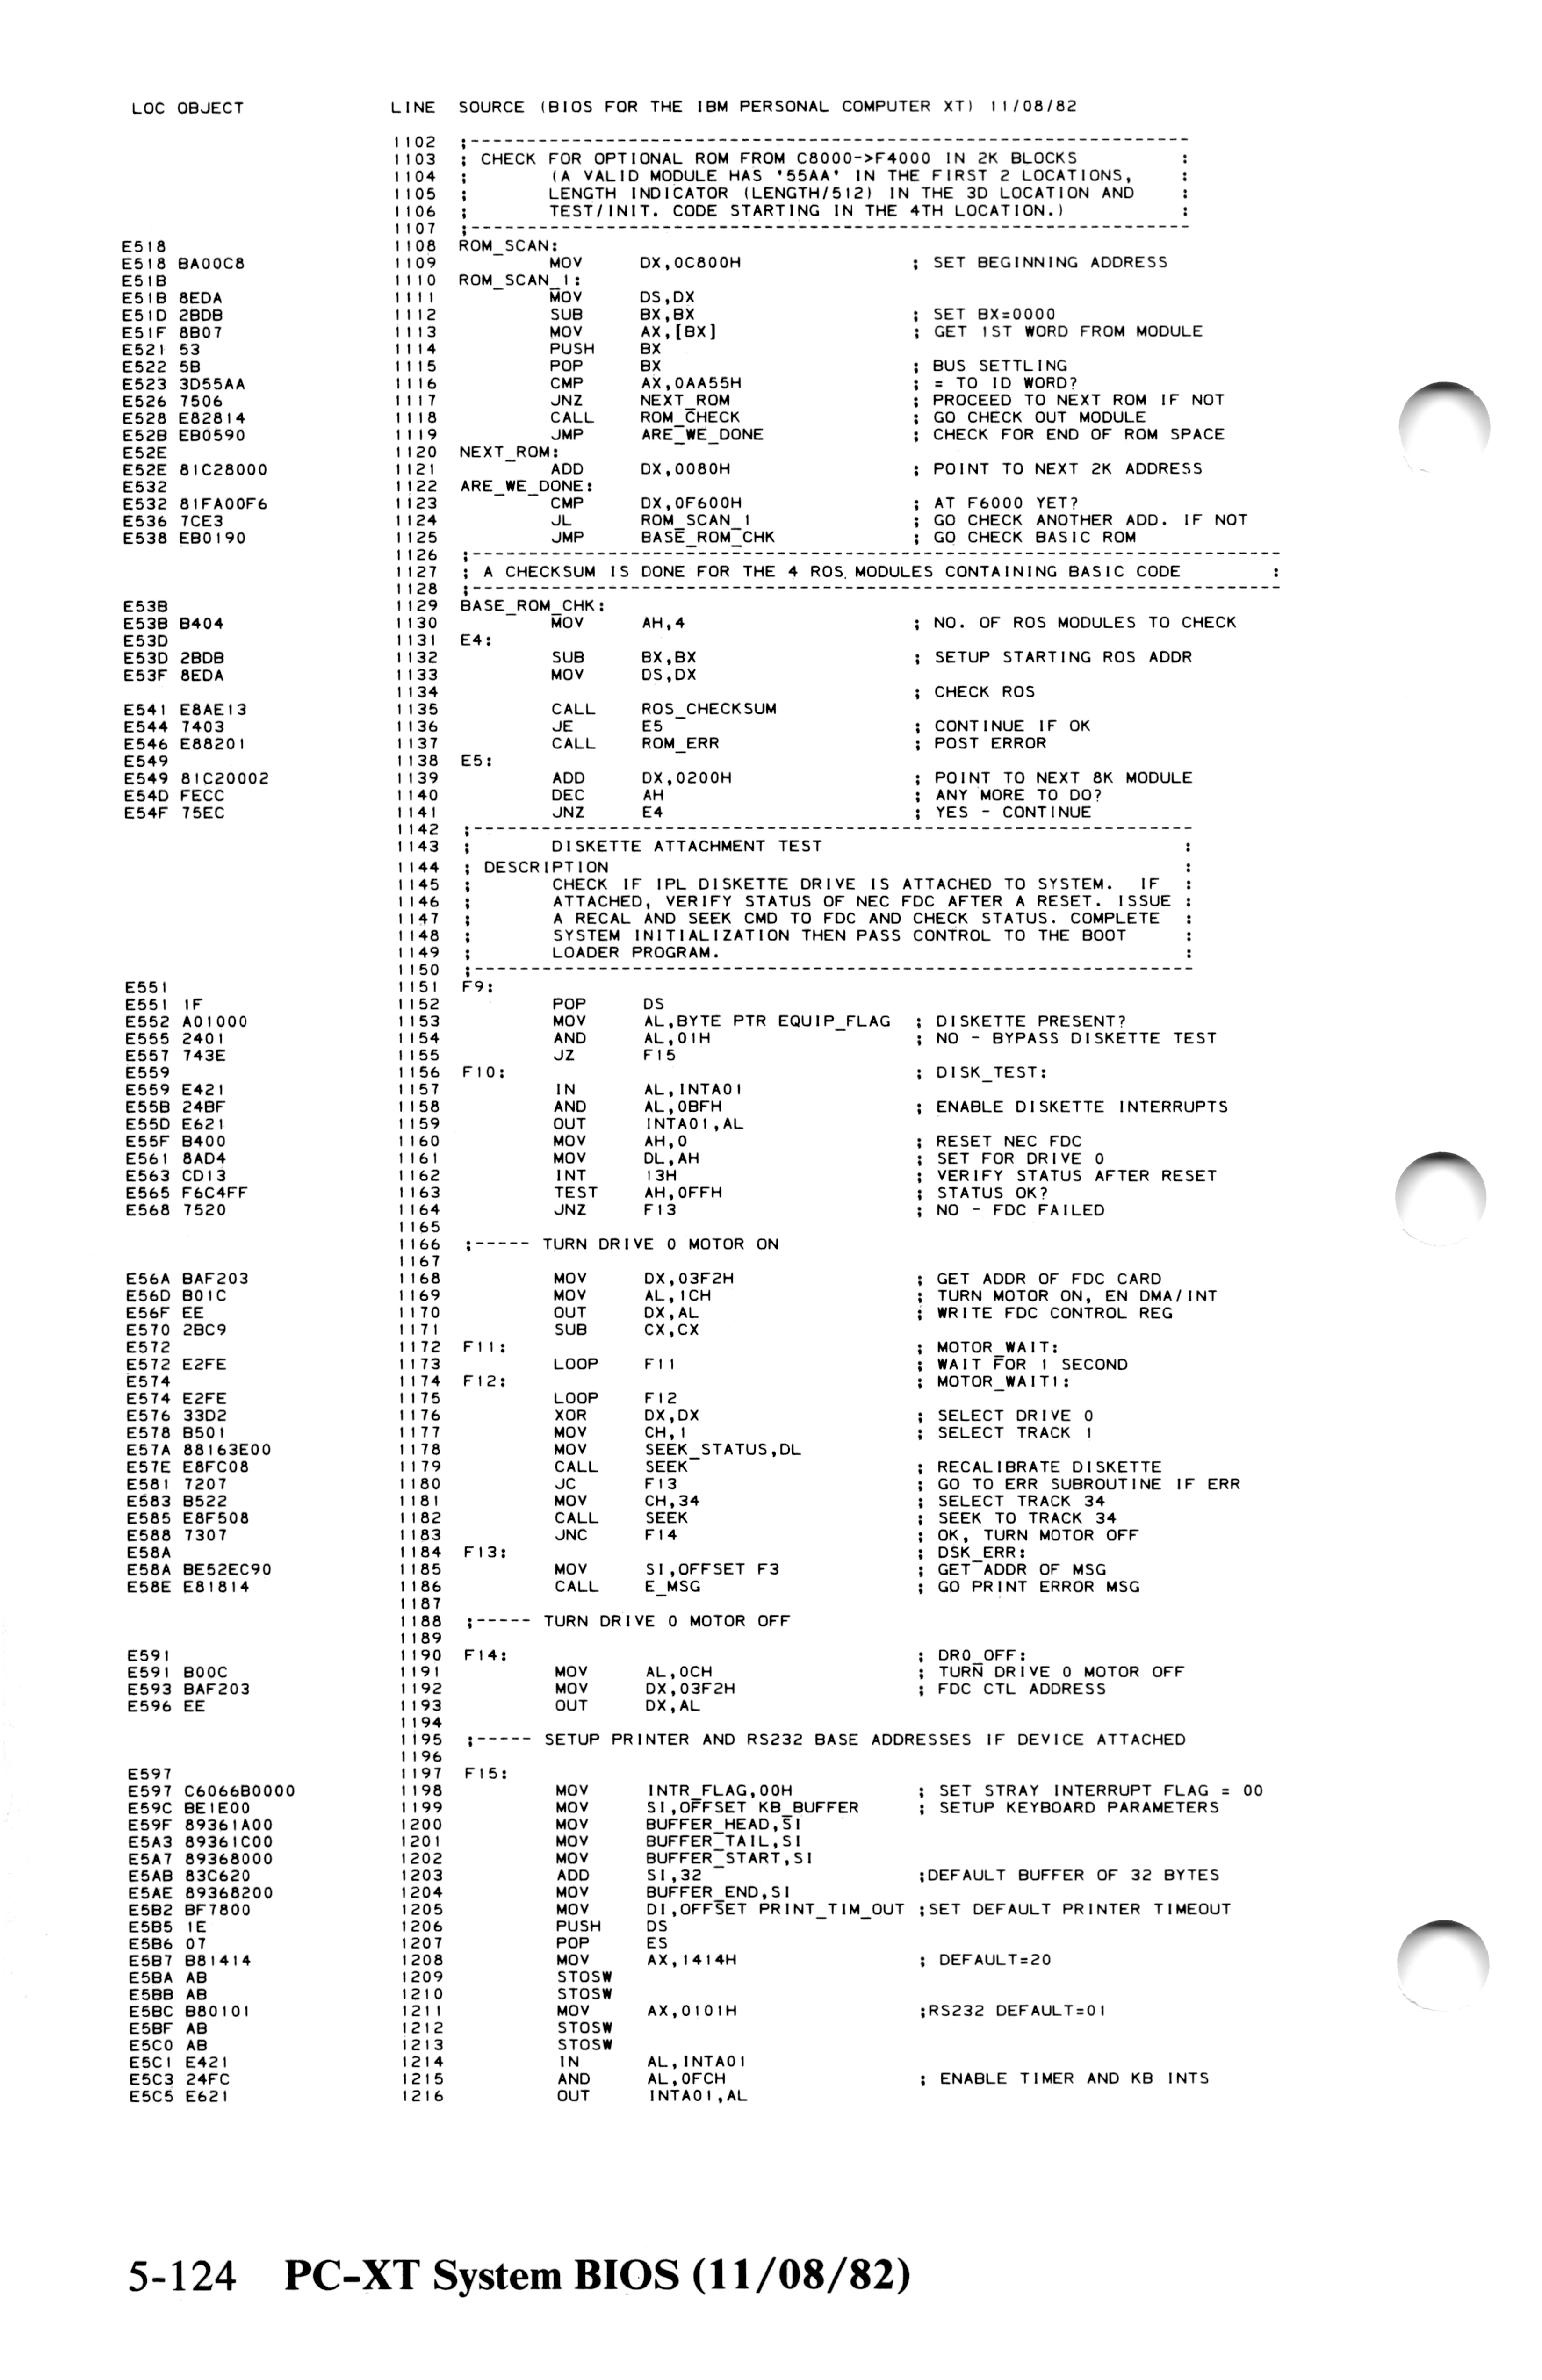 LOC OBJECT LINE SOURCE (BIOS FOR THE IBM PERSONAL COMPUTER XT) 11/08/82
1102 ;----------------------------------------------------------------
1103 ; CHECK FOR OPTIONAL ROM FROM C8000->F4000 IN 2K BLOCKS :
1104 ; (A VALID MODULE HAS '55AA' IN THE FIRST 2 LOCATIONS, :
1105 ; LENGTH INDICATOR (LENGTH/512) IN THE 3D LOCATION AND :
1106 ; TEST/INIT. CODE STARTING IN THE 4TH LOCATION.) :
1107 ;----------------------------------------------------------------
E518 1108 ROM_SCAN:
E518 BA00C8 1109 MOV DX,0C800H ; SET BEGINNING ADDRESS
E51B 1110 ROM_SCAN_1:
E51B 8EDA 1111 MOV DS,DX
E51D 2BDB 1112 SUB BX,BX ; SET BX=0000
E51F 8B07 1113 MOV AX,[BX] ; GET 1ST WORD FROM MODULE
E521 53 1114 PUSH BX
E522 5B 1115 POP BX ; BUS SETTLING
E523 3D55AA 1116 CMP AX,0AA55H ; = TO ID WORD?
E526 7506 1117 JNZ NEXT_ROM ; PROCEED TO NEXT ROM IF NOT
E528 E82814 1118 CALL ROM_CHECK ; GO CHECK OUT MODULE
E52B EB0590 1119 JMP ARE_WE_DONE ; CHECK FOR END OF ROM SPACE
E52E 1120 NEXT_ROM:
E52E 81C28000 1121 ADD DX,0080H ; POINT TO NEXT 2K ADDRESS
E532 1122 ARE_WE_DONE:
E532 81FA00F6 1123 CMP DX,0F600H ; AT F6000 YET?
E536 7CE3 1124 JL ROM_SCAN_1 ; GO CHECK ANOTHER ADD. IF NOT
E538 EB0190 1125 JMP BASE_ROM_CHK ; GO CHECK BASIC ROM
1126 ;------------------------------------------------------------------------
1127 ; A CHECKSUM IS DONE FOR THE 4 ROS MODULES CONTAINING BASIC CODE :
1128 ;------------------------------------------------------------------------
E53B 1129 BASE_ROM_CHK:
E53B B404 1130 MOV AH,4 ; NO. OF ROS MODULES TO CHECK
E53D 1131 E4:
E53D 2BDB 1132 SUB BX,BX ; SETUP STARTING ROS ADDR
E53F 8EDA 1133 MOV DS,DX
1134 ; CHECK ROS
E541 E8AE13 1135 CALL ROS_CHECKSUM
E544 7403 1136 JE E5 ; CONTINUE IF OK
E546 E88201 1137 CALL ROM_ERR ; POST ERROR
E549 1138 E5:
E549 81C20002 1139 ADD DX,0200H ; POINT TO NEXT 8K MODULE
E54D FECC 1140 DEC AH ; ANY MORE TO DO?
E54F 75EC 1141 JNZ E4 ; YES - CONTINUE
1142 ;----------------------------------------------------------------
1143 ; DISKETTE ATTACHMENT TEST :
1144 ; DESCRIPTION :
1145 ; CHECK IF IPL DISKETTE DRIVE IS ATTACHED TO SYSTEM. IF :
1146 ; ATTACHED, VERIFY STATUS OF NEC FDC AFTER A RESET. ISSUE :
1147 ; A RECAL AND SEEK CMD TO FDC AND CHECK STATUS. COMPLETE :
1148 ; SYSTEM INITIALIZATION THEN PASS CONTROL TO THE BOOT :
1149 ; LOADER PROGRAM. :
1150 ;----------------------------------------------------------------
E551 1151 F9:
E551 1F 1152 POP DS
E552 A01000 1153 MOV AL,BYTE PTR EQUIP_FLAG ; DISKETTE PRESENT?
E555 2401 1154 AND AL,01H ; NO - BYPASS DISKETTE TEST
E557 743E 1155 JZ F15
E559 1156 F10: ; DISK_TEST:
E559 E421 1157 IN AL,INTA01
E55B 24BF 1158 AND AL,0BFH ; ENABLE DISKETTE INTERRUPTS
E55D E621 1159 OUT INTA01,AL
E55F B400 1160 MOV AH,0 ; RESET NEC FDC
E561 8AD4 1161 MOV DL,AH ; SET FOR DRIVE 0
E563 CD13 1162 INT 13H ; VERIFY STATUS AFTER RESET
E565 F6C4FF 1163 TEST AH,0FFH ; STATUS OK?
E568 7520 1164 JNZ F13 ; NO - FDC FAILED
1165
1166 ;----- TURN DRIVE 0 MOTOR ON
1167
E56A BAF203 1168 MOV DX,03F2H ; GET ADDR OF FDC CARD
E56D B01C 1169 MOV AL,1CH ; TURN MOTOR ON, EN DMA/INT
E56F EE 1170 OUT DX,AL ; WRITE FDC CONTROL REG
E570 2BC9 1171 SUB CX,CX
E572 1172 F11: ; MOTOR_WAIT:
E572 E2FE 1173 LOOP F11 ; WAIT FOR 1 SECOND
E574 1174 F12: ; MOTOR_WAIT1:
E574 E2FE 1175 LOOP F12
E576 33D2 1176 XOR DX,DX ; SELECT DRIVE 0
E578 B501 1177 MOV CH,1 ; SELECT TRACK 1
E57A 88163E00 1178 MOV SEEK_STATUS,DL
E57E E8FC08 1179 CALL SEEK ; RECALIBRATE DISKETTE
E581 7207 1180 JC F13 ; GO TO ERR SUBROUTINE IF ERR
E583 B522 1181 MOV CH,34 ; SELECT TRACK 34
E585 E8F508 1182 CALL SEEK ; SEEK TO TRACK 34
E588 7307 1183 JNC F14 ; OK, TURN MOTOR OFF
E58A 1184 F13: ; DSK_ERR:
E58A BE52EC90 1185 MOV SI,OFFSET F3 ; GET ADDR OF MSG
E58E E81814 1186 CALL E_MSG ; GO PRINT ERROR MSG
1187
1188 ;----- TURN DRIVE 0 MOTOR OFF
1189
E591 1190 F14: ; DR0_OFF:
E591 B00C 1191 MOV AL,0CH ; TURN DRIVE 0 MOTOR OFF
E593 BAF203 1192 MOV DX,03F2H ; FDC CTL ADDRESS
E596 EE 1193 OUT DX,AL
1194
1195 ;----- SETUP PRINTER AND RS232 BASE ADDRESSES IF DEVICE ATTACHED
1196
E597 1197 F15:
E597 C6066B0000 1198 MOV INTR_FLAG,00H ; SET STRAY INTERRUPT FLAG = 00
E59C BE1E00 1199 MOV SI,OFFSET KB_BUFFER ; SETUP KEYBOARD PARAMETERS
E59F 89361A00 1200 MOV BUFFER_HEAD,SI
E5A3 89361C00 1201 MOV BUFFER_TAIL,SI
E5A7 89368000 1202 MOV BUFFER_START,SI
E5AB 83C620 1203 ADD SI,32 ;DEFAULT BUFFER OF 32 BYTES
E5AE 89368200 1204 MOV BUFFER_END,SI
E5B2 BF7800 1205 MOV DI,OFFSET PRINT_TIM_OUT ;SET DEFAULT PRINTER TIMEOUT
E5B5 1E 1206 PUSH DS
E5B6 07 1207 POP ES
E5B7 B81414 1208 MOV AX,1414H ; DEFAULT=20
E5BA AB 1209 STOSW
E5BB AB 1210 STOSW
E5BC B80101 1211 MOV AX,0101H ;RS232 DEFAULT=01
E5BF AB 1212 STOSW
E5C0 AB 1213 STOSW
E5C1 E421 1214 IN AL,INTA01
E5C3 24FC 1215 AND AL,0FCH ; ENABLE TIMER AND KB INTS
E5C5 E621 1216 OUT INTA01,AL
5-124 PC-XT System BIOS (11/08/82)